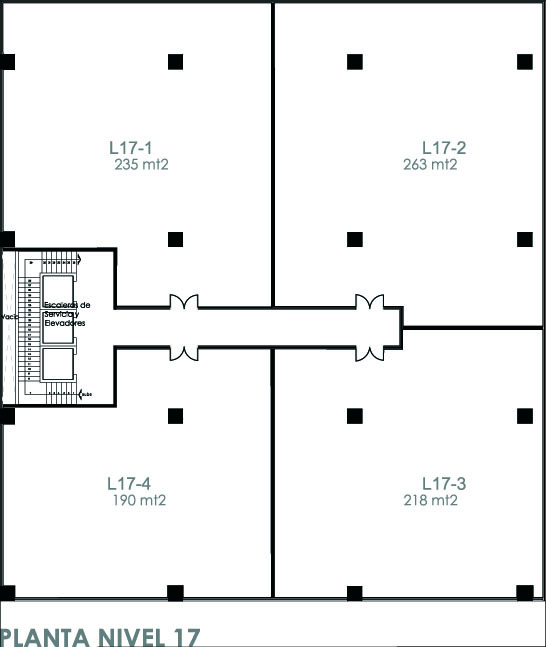 L17-1
235 mt2
L17-2
263 mt2
Escaleras de
Servicio y
Elevadores
Vacio
sube
L17-4
190 mt2
L17-3
218 mt2
PLANTA NIVEL 17